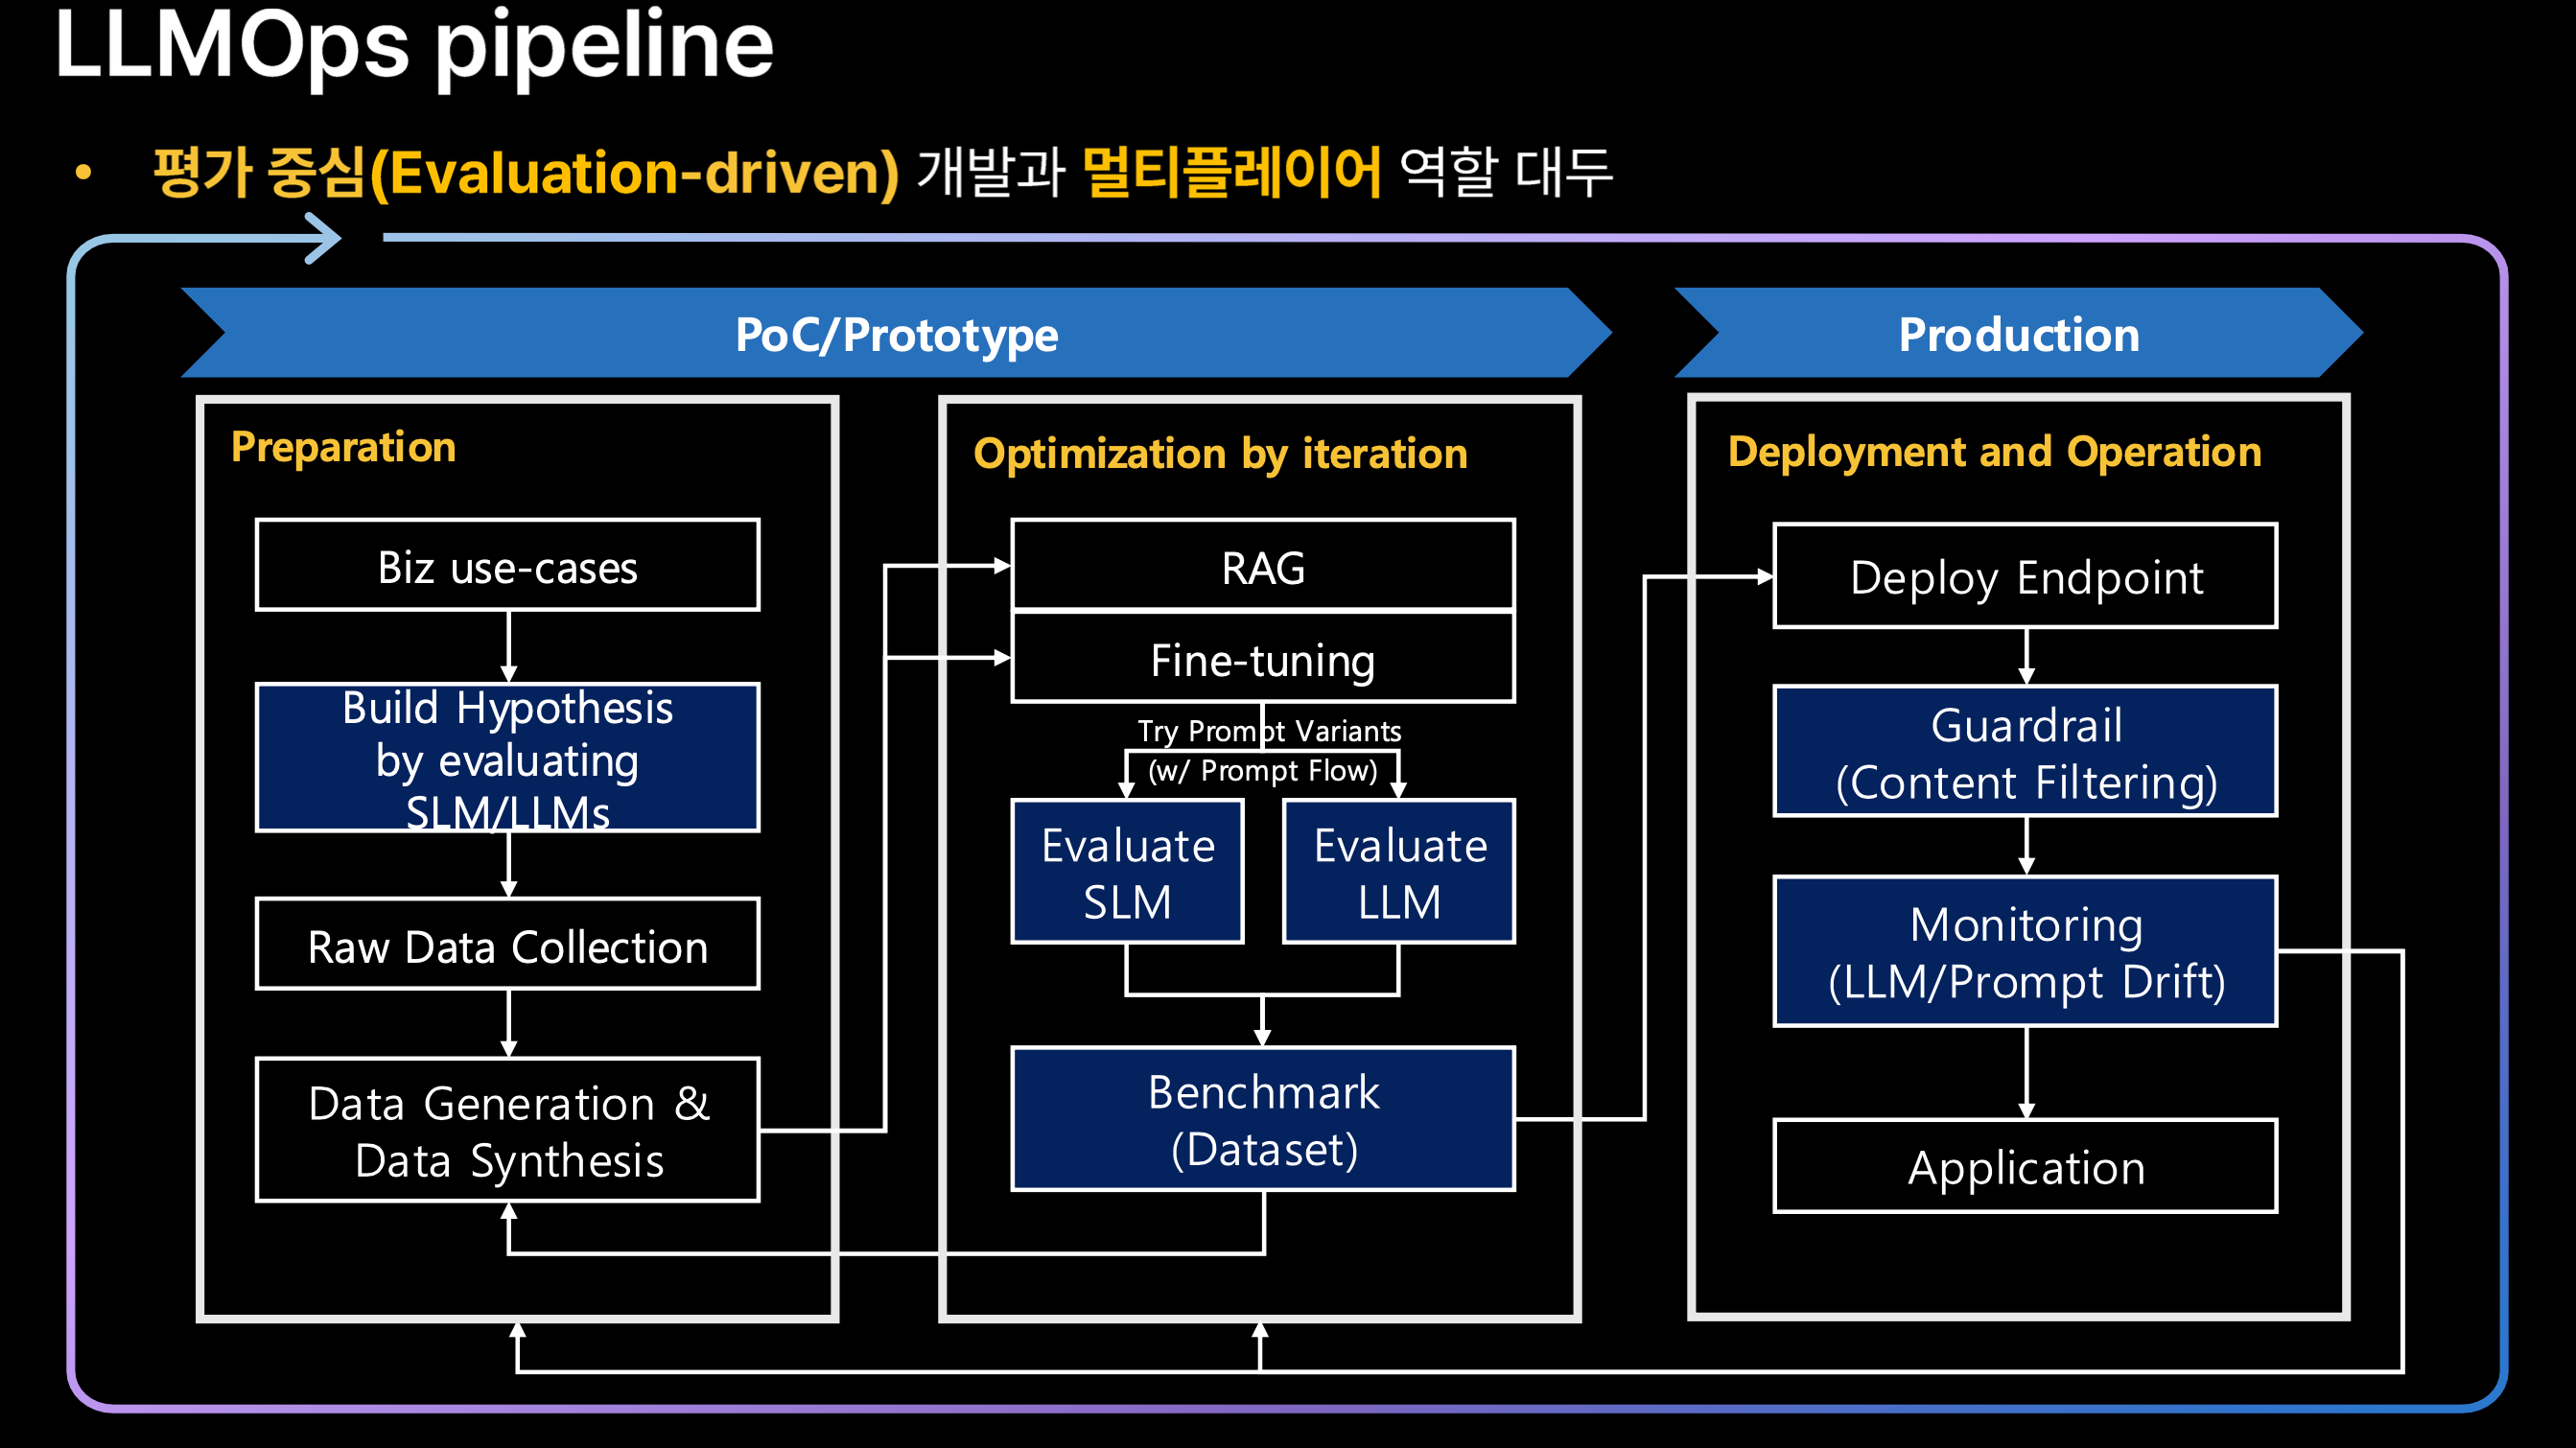 LLMOps pipeline
• 평가 중심(Evaluation-driven) 개발과 멀티플레이어 역할 대두
PoC/Prototype
Production
Preparation
Biz use-cases
Build Hypothesis
by evaluating
SLM/LLMs
Raw Data Collection
Data Generation &
Data Synthesis
Optimization by iteration
RAG
Fine-tuning
Try Prompt Variants
(w/ Prompt Flow)
Evaluate
SLM
Evaluate
LLM
Benchmark
(Dataset)
Deployment and Operation
Deploy Endpoint
Guardrail
(Content Filtering)
Monitoring
(LLM/Prompt Drift)
Application